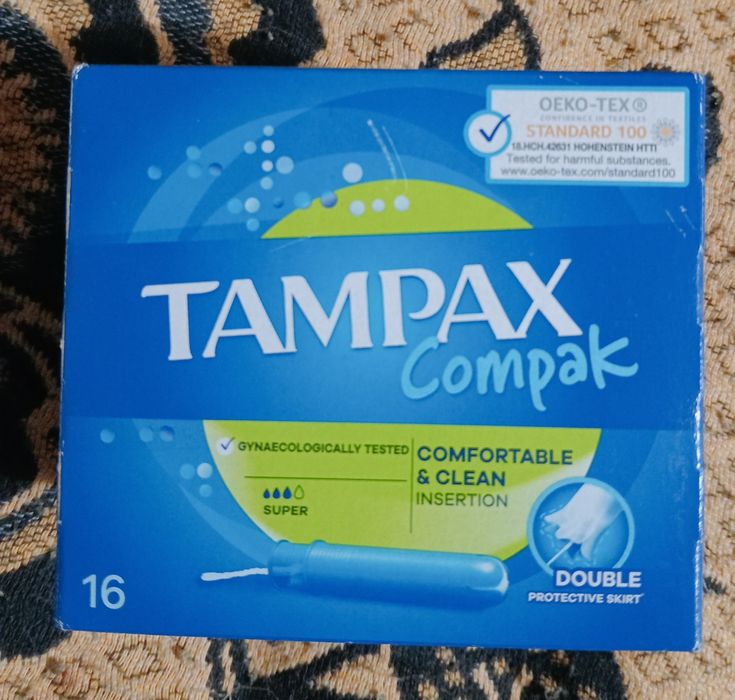 OEKO-TEX®
CONFIDENCE IN TEXTILES
STANDARD 100
18.HCH.42631 HOHENSTEIN HTTI
Tested for harmful substances.
www.oeko-tex.com/standard100
TAMPAX
Compak
GYNAECOLOGICALLY TESTED
SUPER
COMFORTABLE
& CLEAN
INSERTION
16
DOUBLE
PROTECTIVE SKIRT